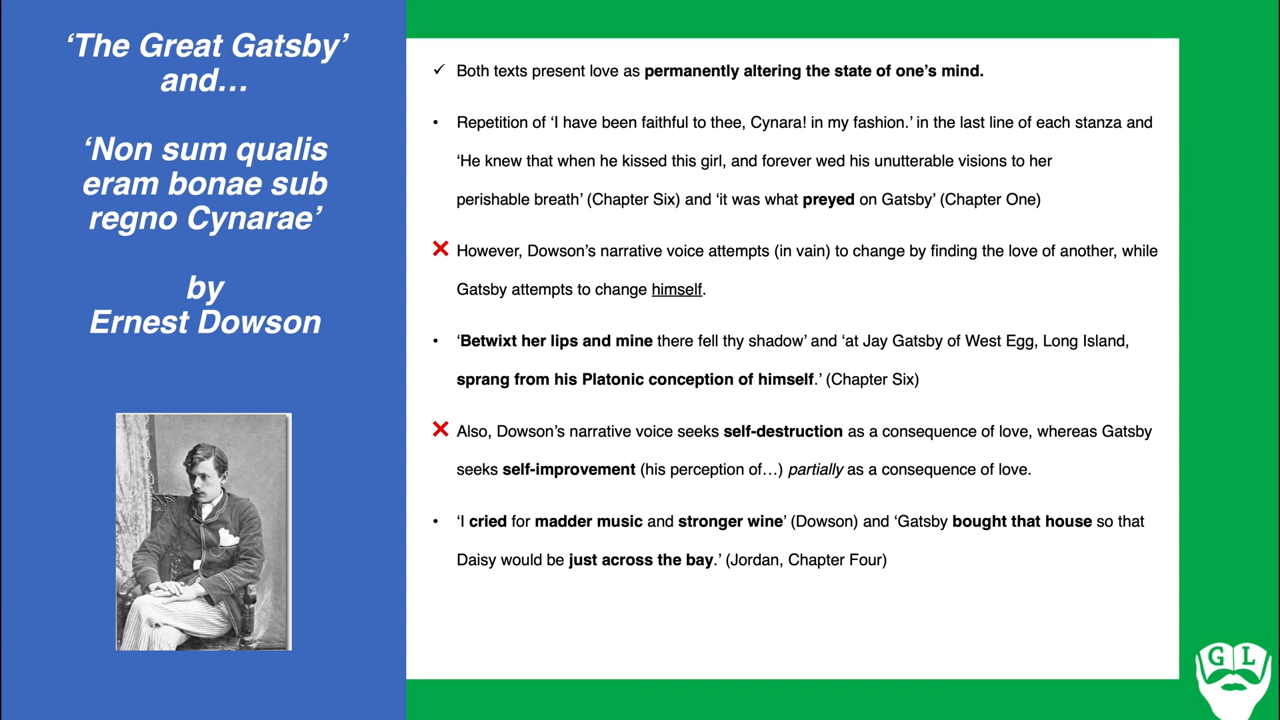 ‘The Great Gatsby’
and…
‘Non sum qualis
eram bonae sub
regno Cynarae’
by
Ernest Dowson
✓ Both texts present love as permanently altering the state of one’s mind.
• Repetition of ‘I have been faithful to thee, Cynara! in my fashion.’ in the last line of each stanza and
‘He knew that when he kissed this girl, and forever wed his unutterable visions to her
perishable breath’ (Chapter Six) and ‘it was what preyed on Gatsby’ (Chapter One)
❌ However, Dowson’s narrative voice attempts (in vain) to change by finding the love of another, while
Gatsby attempts to change himself.
• ‘Betwixt her lips and mine there fell thy shadow’ and ‘at Jay Gatsby of West Egg, Long Island,
sprang from his Platonic conception of himself.’ (Chapter Six)
❌ Also, Dowson’s narrative voice seeks self-destruction as a consequence of love, whereas Gatsby
seeks self-improvement (his perception of…) partially as a consequence of love.
• ‘I cried for madder music and stronger wine’ (Dowson) and ‘Gatsby bought that house so that
Daisy would be just across the bay.’ (Jordan, Chapter Four)
G L